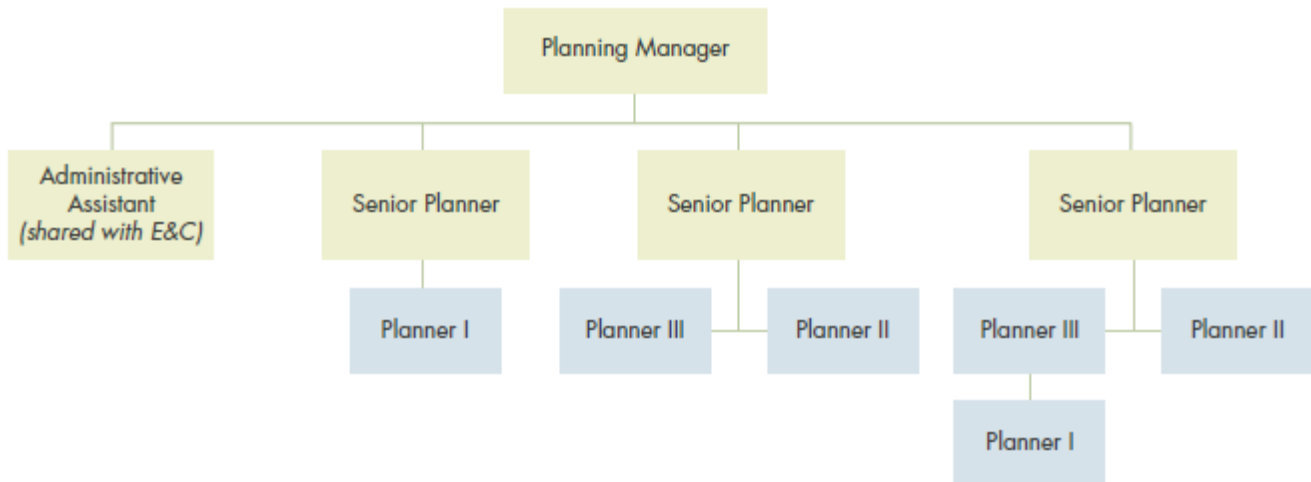 Planning Manager
Administrative
Assistant
(shared with E&C)
Senior Planner
Senior Planner
Senior Planner
Planner I
Planner III
Planner II
Planner III
Planner II
Planner I